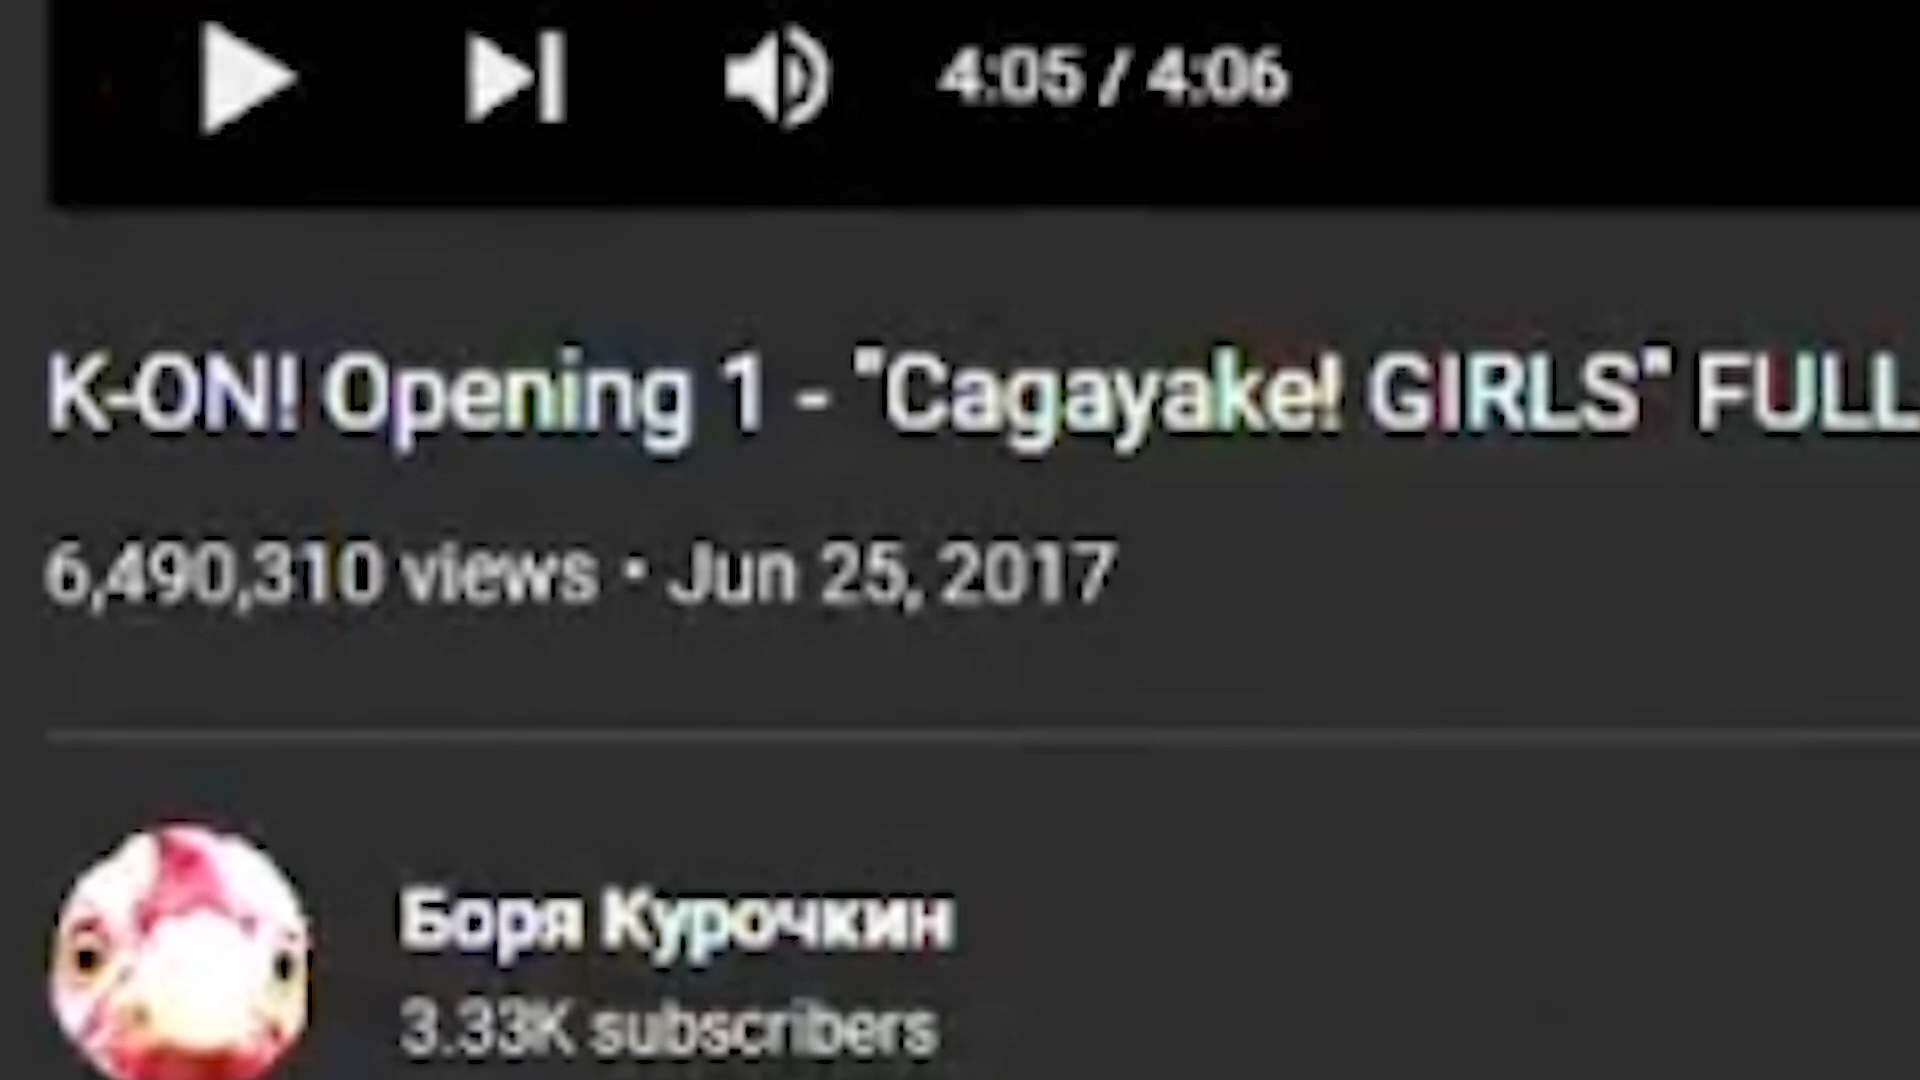 4:05 / 4:06
K-ON! Opening 1 - "Cagayake! GIRLS" FULL
6,490,310 views • Jun 25, 2017
Боря Курочкин
3.33K subscribers